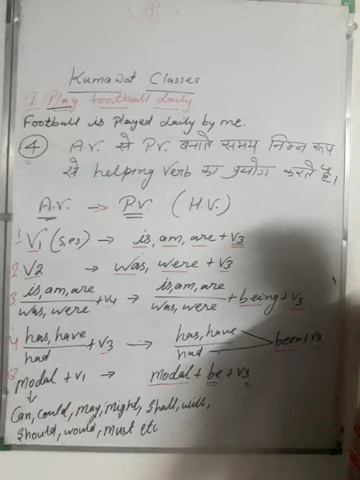 Kumawat Classes
I Play football daily.
Football is played daily by me.
④ A.V. से P.V. बनाते समय निम्न रूप
से helping Verb का प्रयोग करते है।
A.V. → P.V. (H.V.)
1 V1 (s,es) → is, am, are + V3
2 V2 → was, were + V3
3 is, am, are / was, were + V4 → is, am, are / was, were + being + V3
4 has, have / had + V3 → has, have / had been + V3
5 modal + V1 → modal + be + V3
↓
Can, could, may, might, shall, will,
should, would, must etc